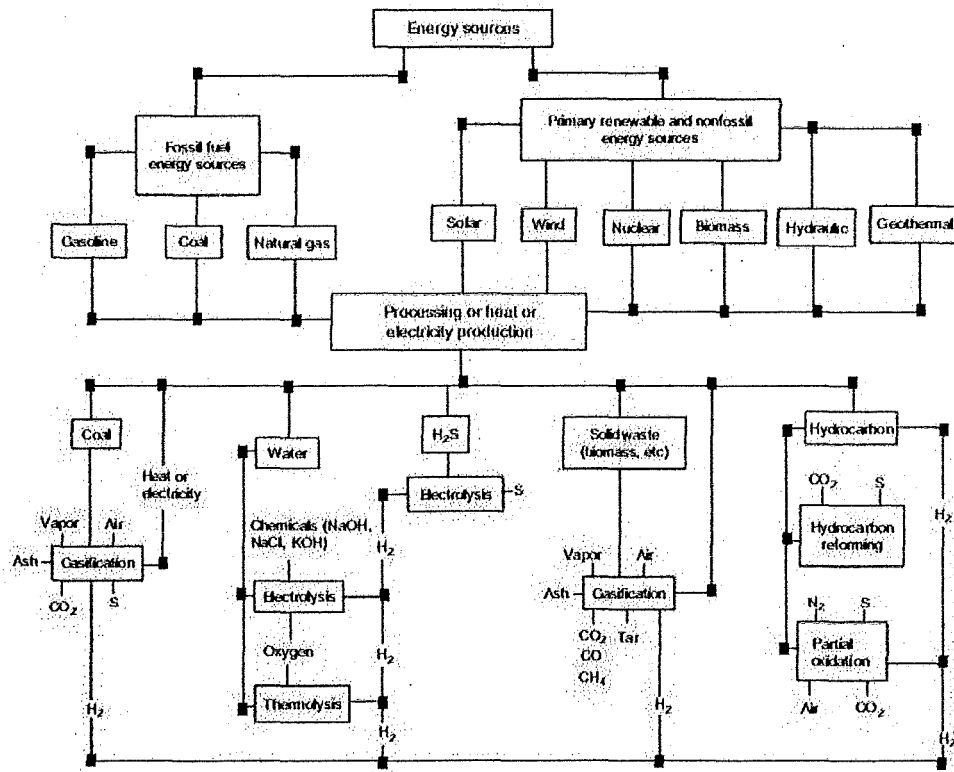 Energy sources
Fossil fuel
energy sources
Primary renewable and nonfossil
energy sources
Gasoline
Coal
Natural gas
Solar
Wind
Nuclear
Biomass
Hydraulic
Geothermal
Processing or heat or
electricity production
Coal
Heat or
electricity
Vapor
Air
Ash
Gasification
CO₂
S
H₂
Water
Chemicals (NaOH,
NaCl, KOH)
Electrolysis
Oxygen
Thermolysis
H₂S
Electrolysis
S
H₂
H₂
H₂
Solid waste
(biomass, etc)
Vapor
Air
Ash
Gasification
CO₂
Tar
CO
CH₄
H₂
Hydrocarbon
CO₂
S
Hydrocarbon
reforming
H₂
N₂
S
Partial
oxidation
Air
CO₂
H₂